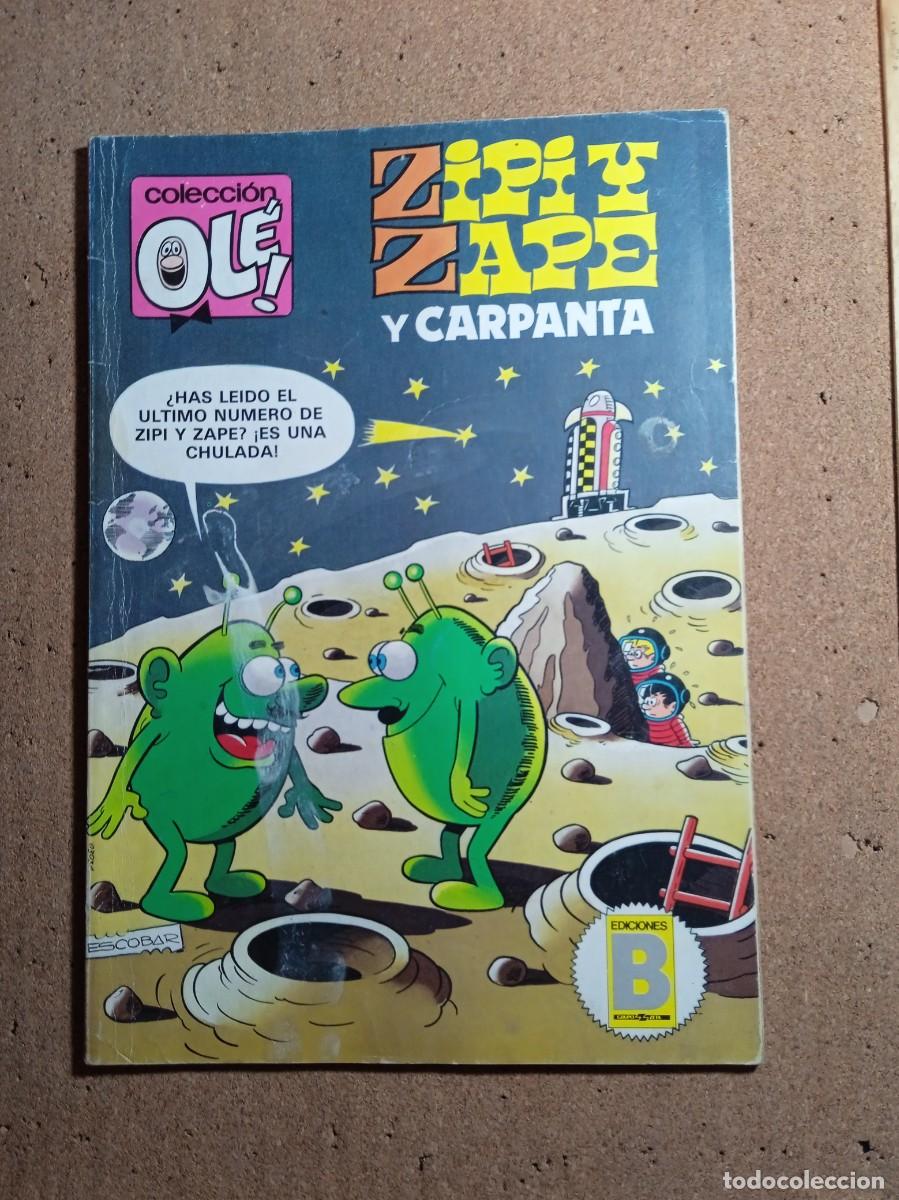 colección
OLÉ!
ZIPI Y
ZAPE
Y CARPANTA
¿HAS LEIDO EL
ULTIMO NUMERO DE
ZIPI Y ZAPE? ¡ES UNA
CHULADA!
ESCOBAR
EDICIONES
B
GRUPO
todocoleccion